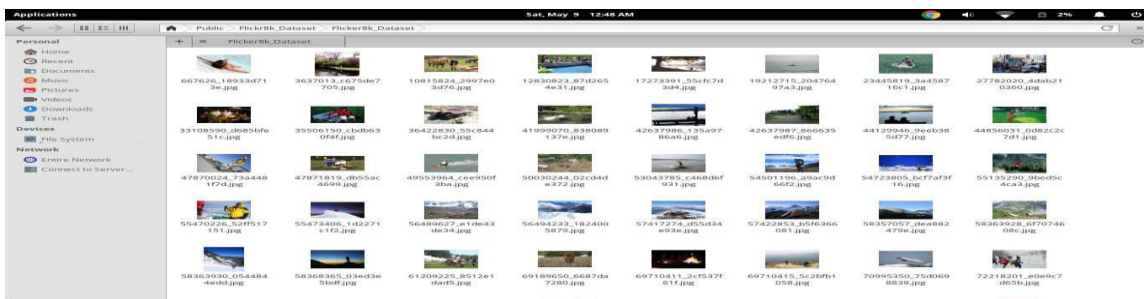 Applications
Sat, May 9 12:48 AM
2%
Public Flickr8k_Dataset Flicker8k_Dataset
Personal
Home
Recent
Documents
Music
Pictures
Videos
Downloads
Trash
Devices
File System
Network
Entire Network
Connect to Server...
+ × Flicker8k_Dataset
667626_18933d71
3e.jpg
3637013_c675de7
705.jpg
10815824_2997e0
3d76.jpg
12830823_87d265
4e31.jpg
17273391_55cfc7d
3d4.jpg
19212715_204764
97a3.jpg
23445819_3a4587
16c1.jpg
27782020_4dab21
0360.jpg
33108590_d685bfe
51c.jpg
35506150_cbdb63
0f4f.jpg
36422830_55c844
bc2d.jpg
41999070_838089
137e.jpg
42637986_135a97
86a6.jpg
42637987_866635
edf6.jpg
44129946_9eeb38
5d77.jpg
44856031_0d82c2c
7d1.jpg
47870024_73a448
1f7d.jpg
47871819_db55ac
4699.jpg
49553964_cee950f
3ba.jpg
50030244_02cd4d
e372.jpg
53043785_c468d6f
931.jpg
54501196_a9ac9d
66f2.jpg
54723805_bcf7af3f
16.jpg
55135290_9bed5c
4ca3.jpg
55470226_52ff517
151.jpg
55473406_1d2271
c1f2.jpg
56489627_e1de43
de34.jpg
56494233_182400
5879.jpg
57417274_d55d34
e93e.jpg
57422853_b5f6366
081.jpg
58357057_dea882
479e.jpg
58363928_6f70746
08c.jpg
58363930_054484
4edd.jpg
58368365_03ed3e
5bdf.jpg
61209225_8512e1
dad5.jpg
69189650_6687da
7280.jpg
69710411_2cf537f
61f.jpg
69710415_5c2bfb1
058.jpg
70995350_75d069
8839.jpg
72218201_e0e9c7
d65b.jpg